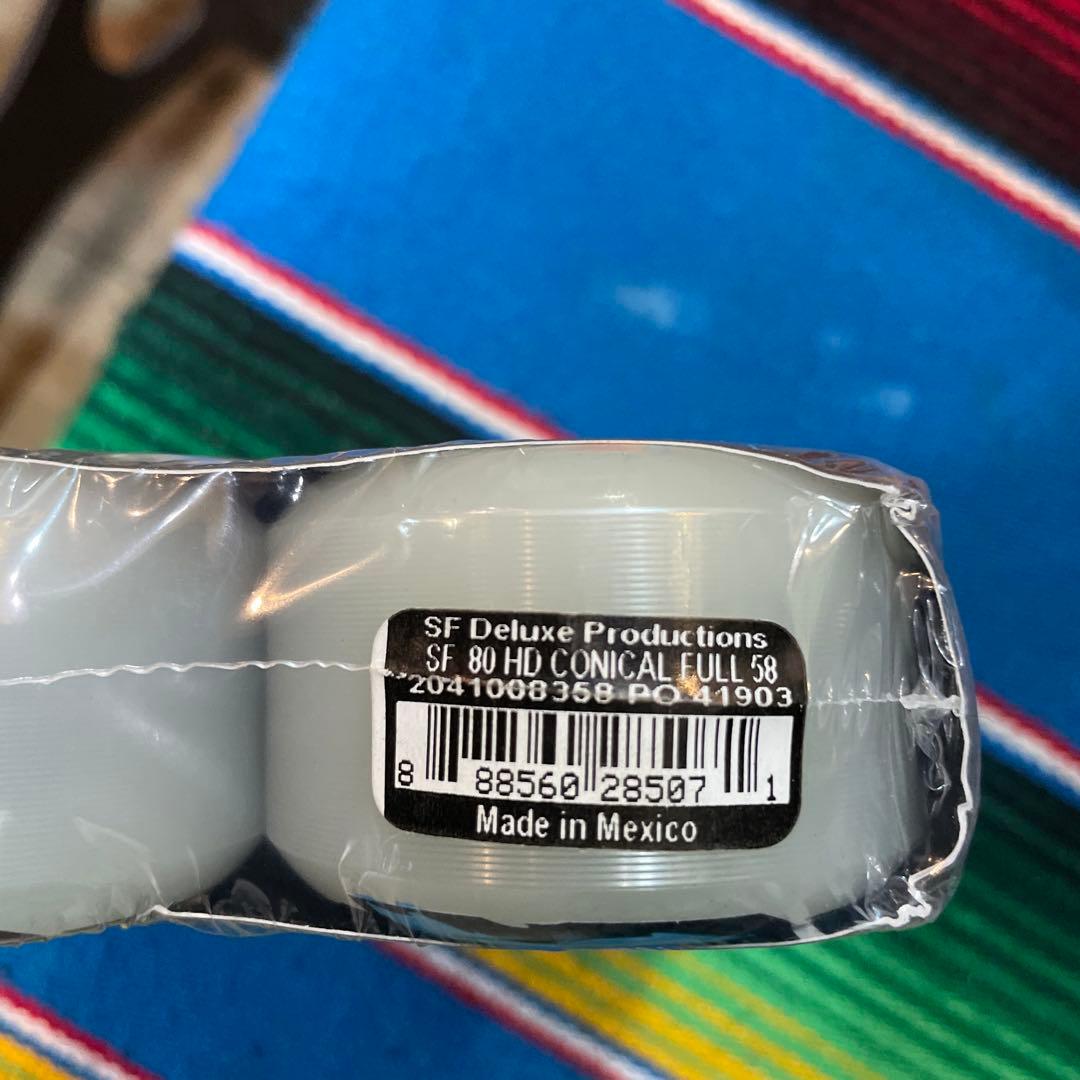 SF Deluxe Productions
SF 80 HD CONICAL FULL 58
2041008358 PO 41903
8 88560 28507 1
Made in Mexico